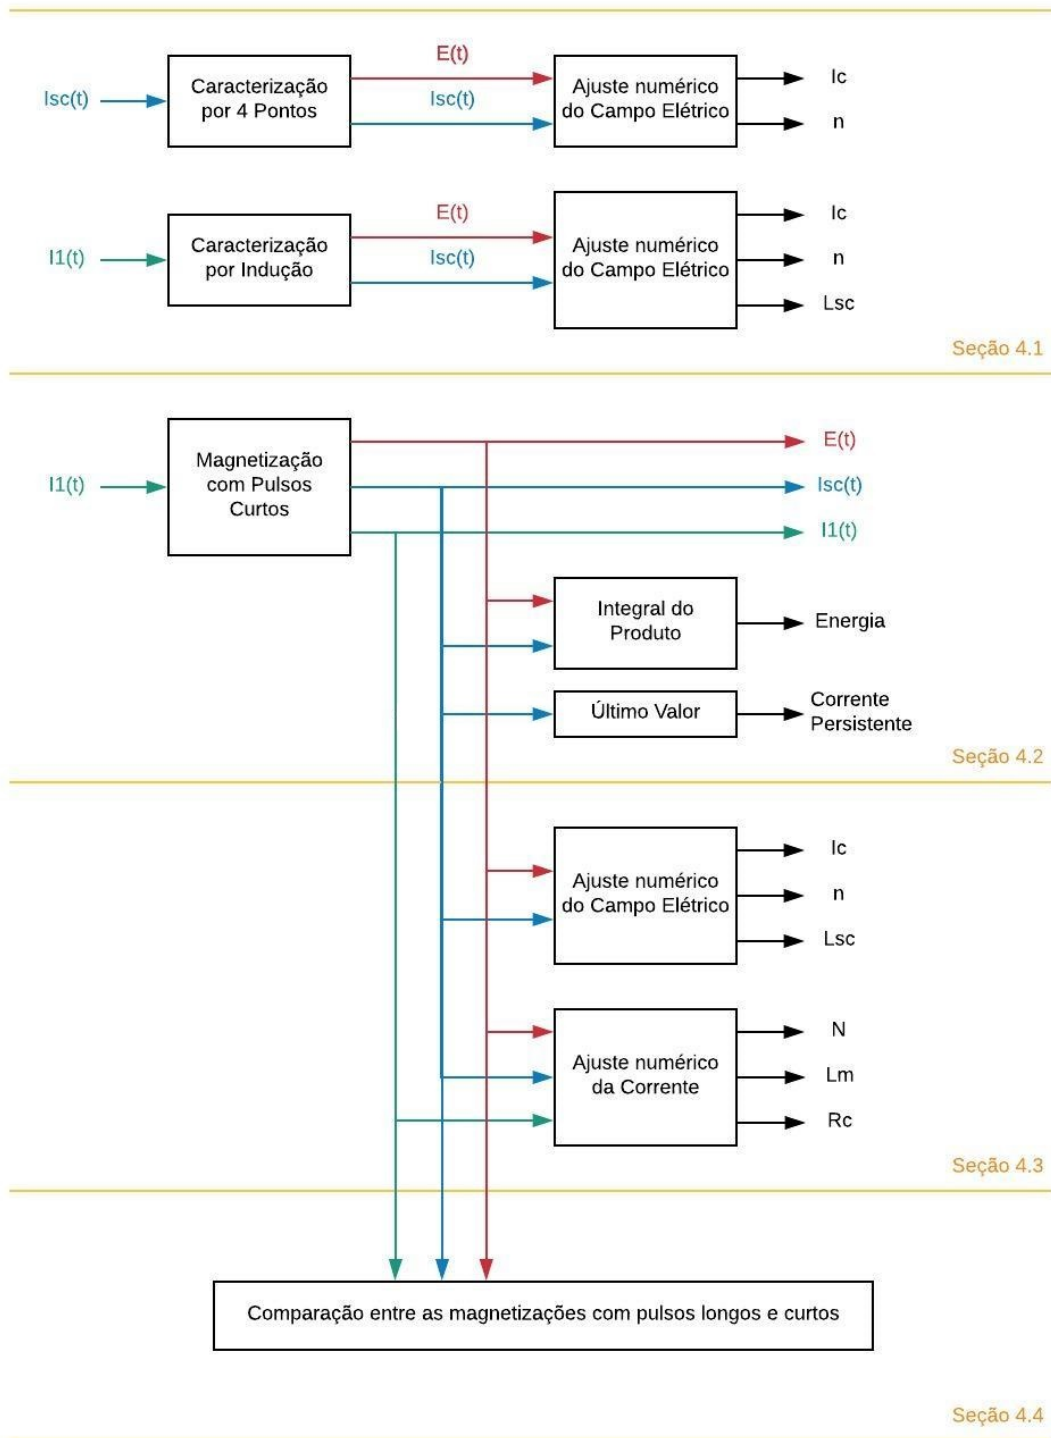 E(t)
Isc(t)
Caracterização
por 4 Pontos
Isc(t)
Ajuste numérico
do Campo Elétrico
Ic
n
E(t)
I1(t)
Caracterização
por Indução
Isc(t)
Ajuste numérico
do Campo Elétrico
Ic
n
Lsc
Seção 4.1
I1(t)
Magnetização
com Pulsos
Curtos
E(t)
Isc(t)
I1(t)
Integral do
Produto
Energia
Último Valor
Corrente
Persistente
Seção 4.2
Ajuste numérico
do Campo Elétrico
Ic
n
Lsc
Ajuste numérico
da Corrente
N
Lm
Rc
Seção 4.3
Comparação entre as magnetizações com pulsos longos e curtos
Seção 4.4